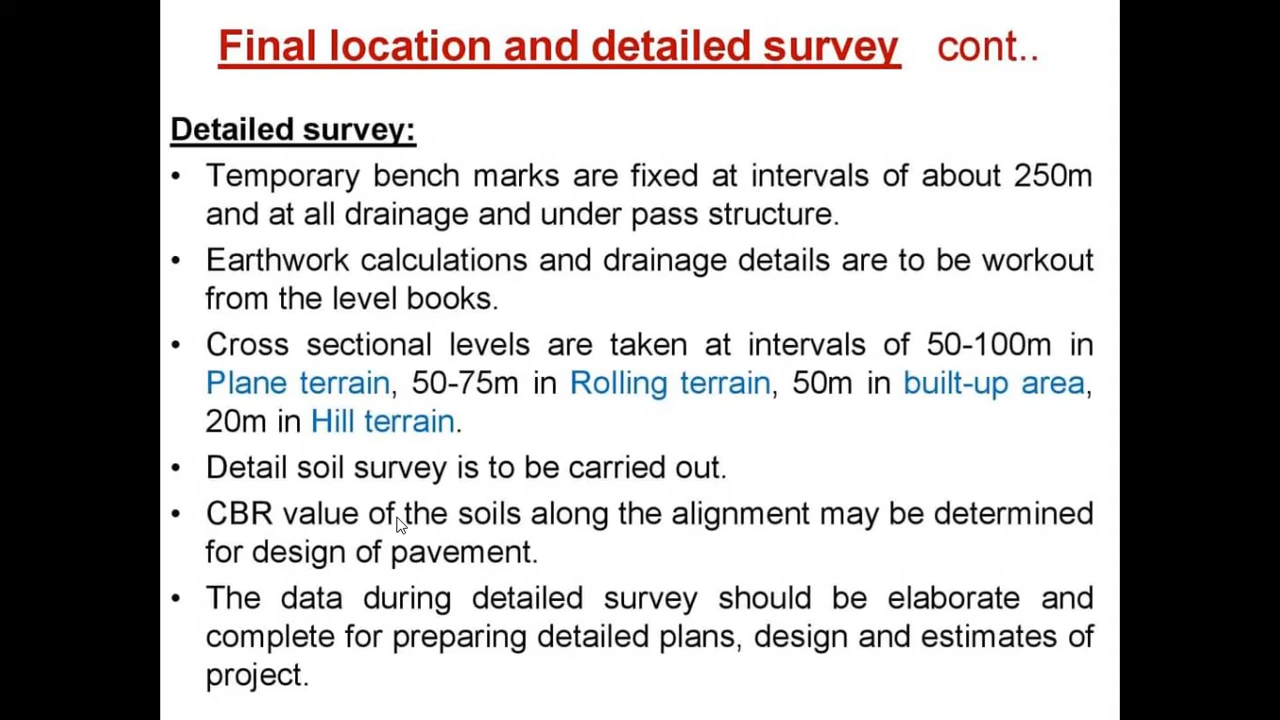 Final location and detailed survey cont..
Detailed survey:
• Temporary bench marks are fixed at intervals of about 250m
and at all drainage and under pass structure.
• Earthwork calculations and drainage details are to be workout
from the level books.
• Cross sectional levels are taken at intervals of 50-100m in
Plane terrain, 50-75m in Rolling terrain, 50m in built-up area,
20m in Hill terrain.
• Detail soil survey is to be carried out.
• CBR value of the soils along the alignment may be determined
for design of pavement.
• The data during detailed survey should be elaborate and
complete for preparing detailed plans, design and estimates of
project.